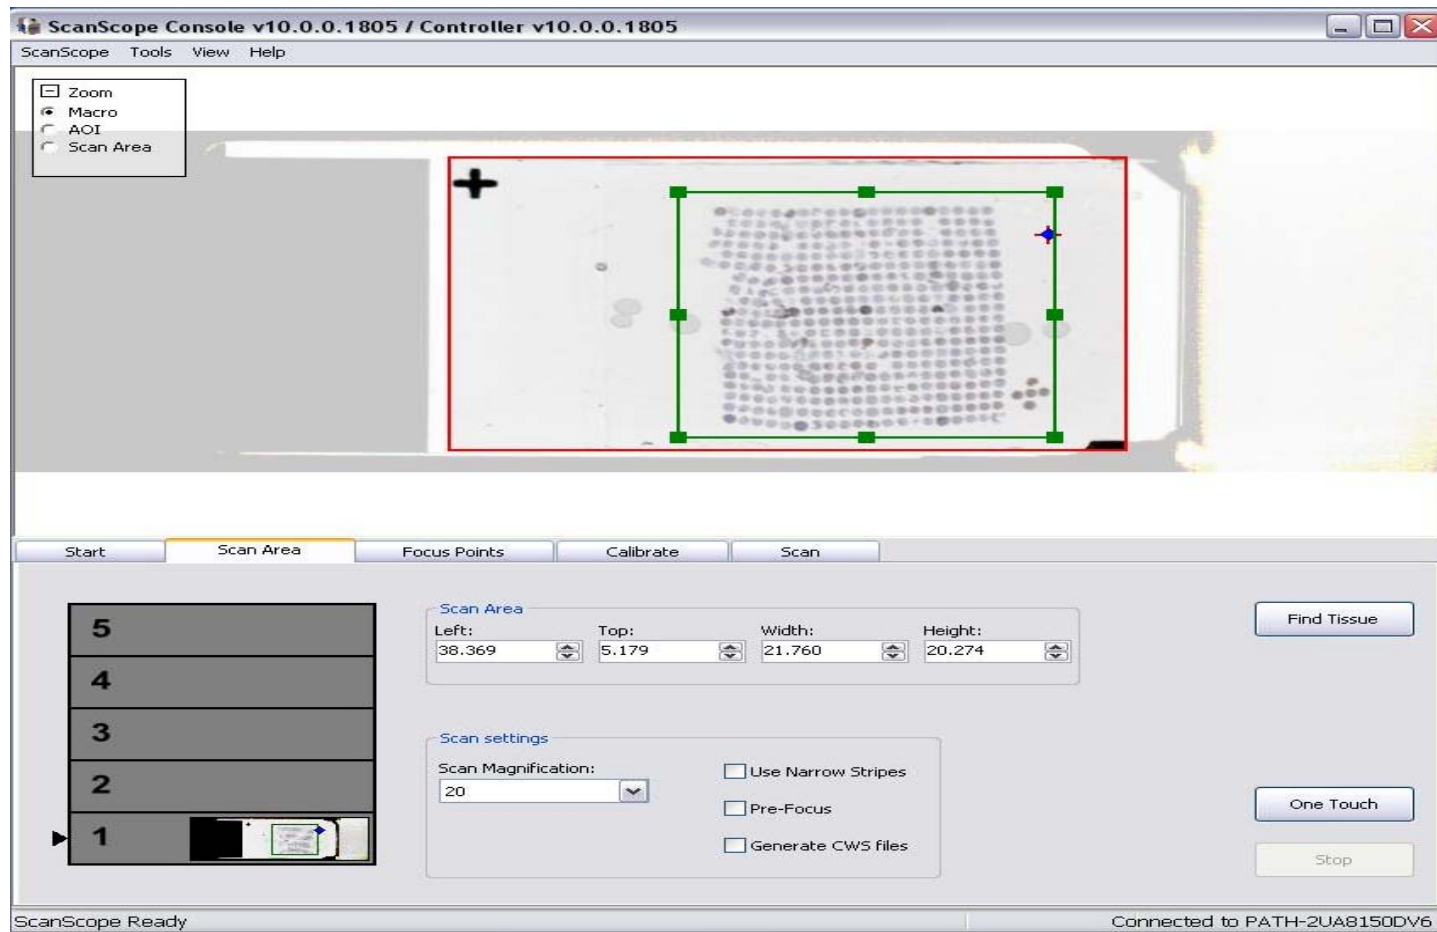 ScanScope Console v10.0.0.1805 / Controller v10.0.0.1805
ScanScope Tools View Help
Zoom
Macro
AOI
Scan Area
Start Scan Area Focus Points Calibrate Scan
5
4
3
2
1
Scan Area
Left: Top: Width: Height:
38.369 5.179 21.760 20.274
Scan settings
Scan Magnification:
20
Use Narrow Stripes
Pre-Focus
Generate CWS files
Find Tissue
One Touch
Stop
ScanScope Ready
Connected to PATH-2UA8150DV6